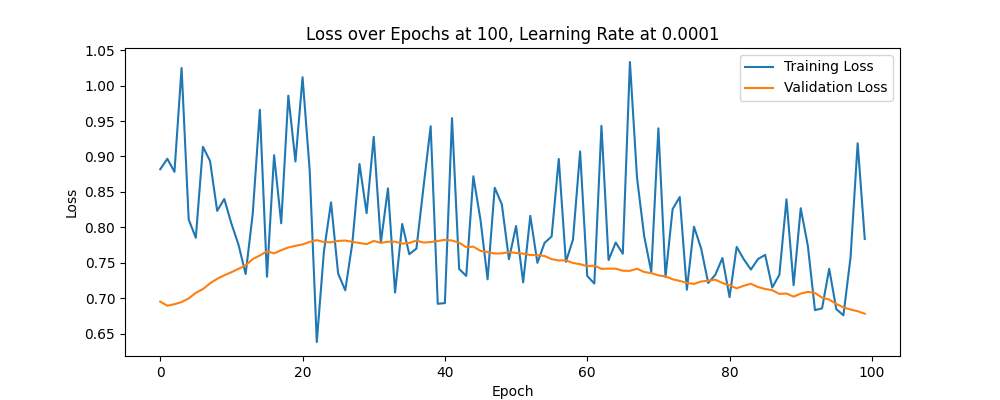 Loss over Epochs at 100, Learning Rate at 0.0001
Training Loss
Validation Loss
Loss
1.05
1.00
0.95
0.90
0.85
0.80
0.75
0.70
0.65
0 20 40 60 80 100
Epoch